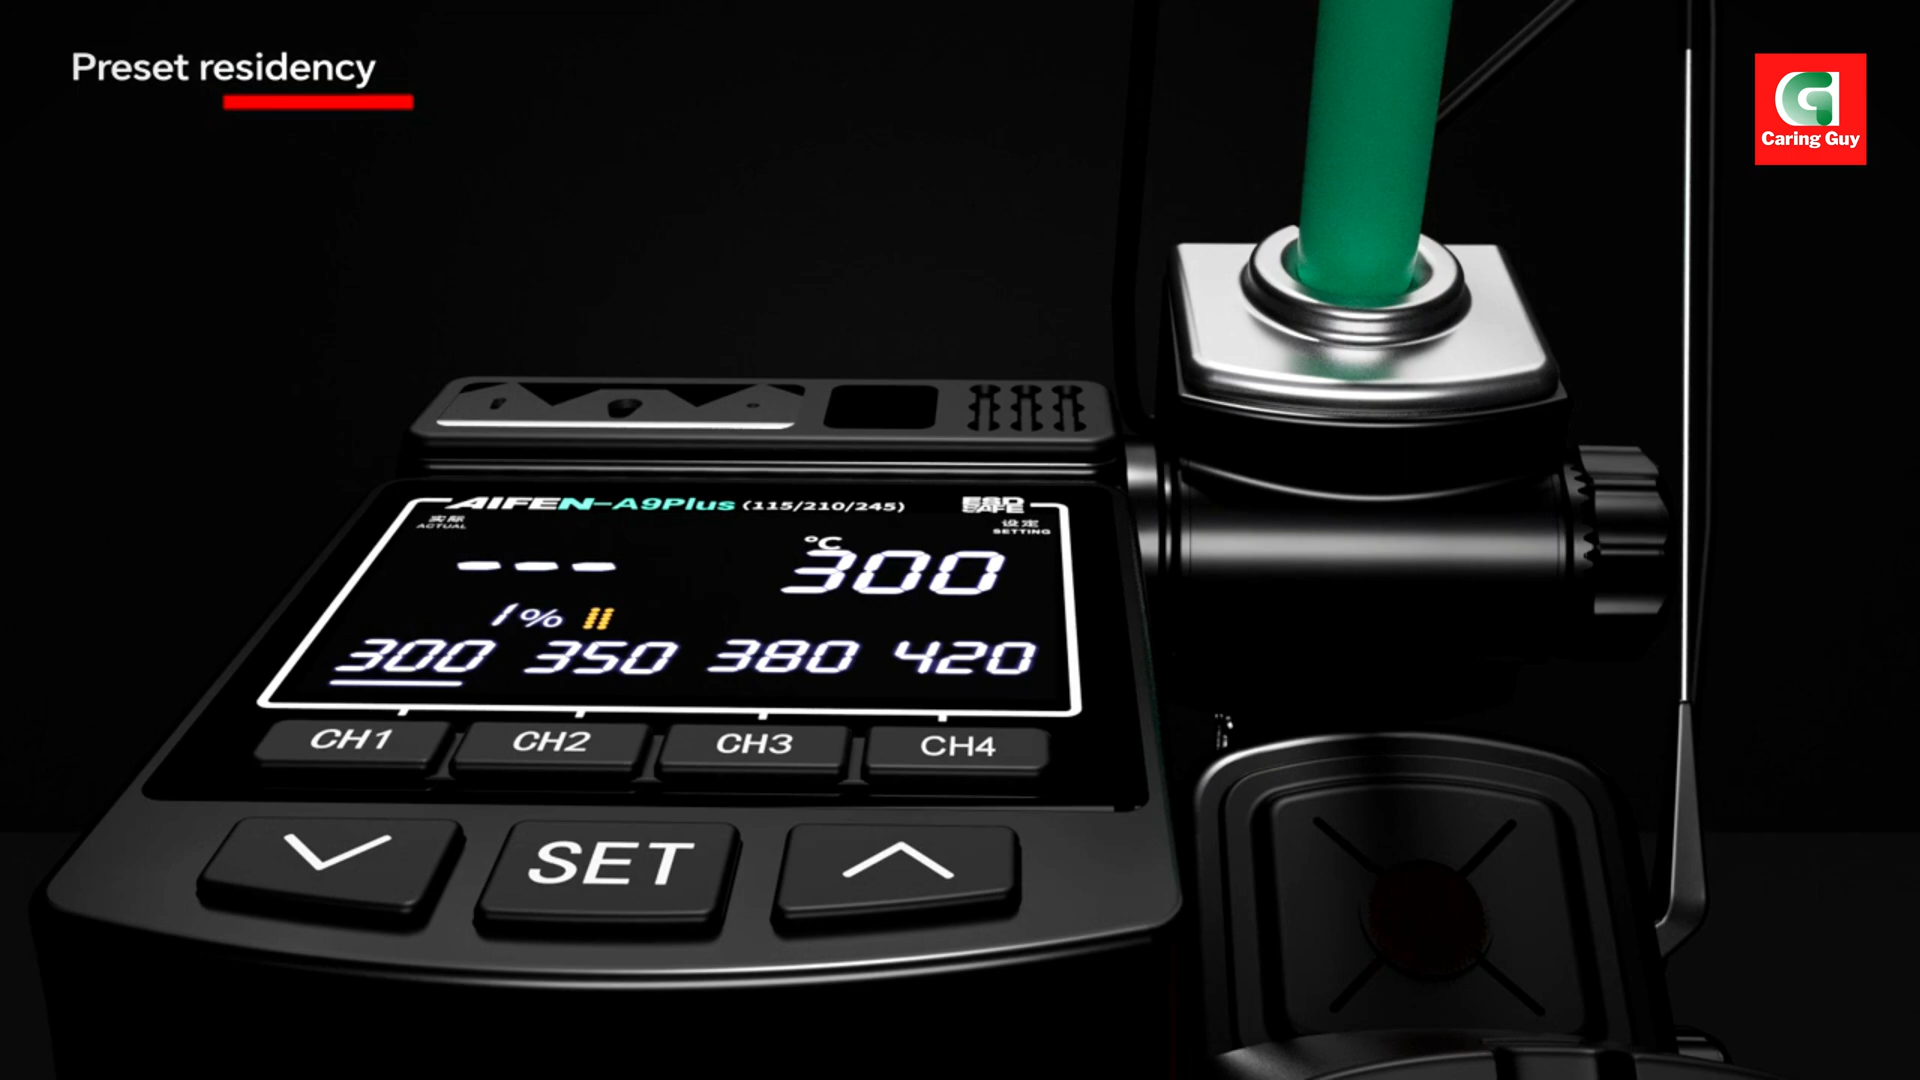 Preset residency
Caring Guy
AIFEN-A9Plus (115/210/245)
ESD SAFE
实际
ACTUAL
设定
SETTING
---
°C
300
1%
300 350 380 420
CH1 CH2 CH3 CH4
SET